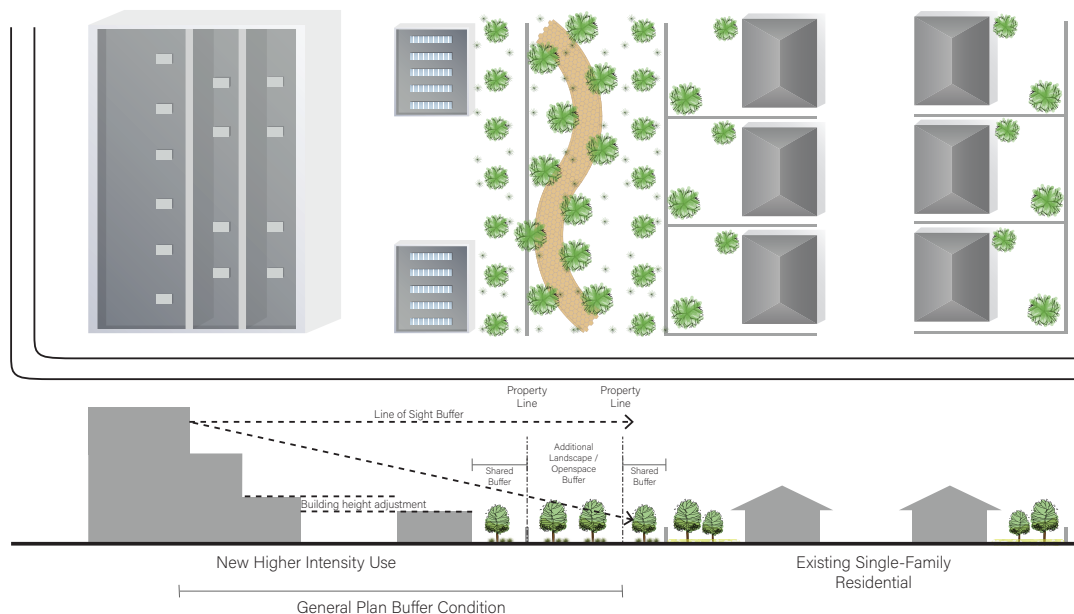 Property
Line
Property
Line
Line of Sight Buffer
Additional
Landscape /
Openspace
Buffer
Shared
Buffer
Shared
Buffer
Building height adjustment
New Higher Intensity Use
Existing Single-Family
Residential
General Plan Buffer Condition